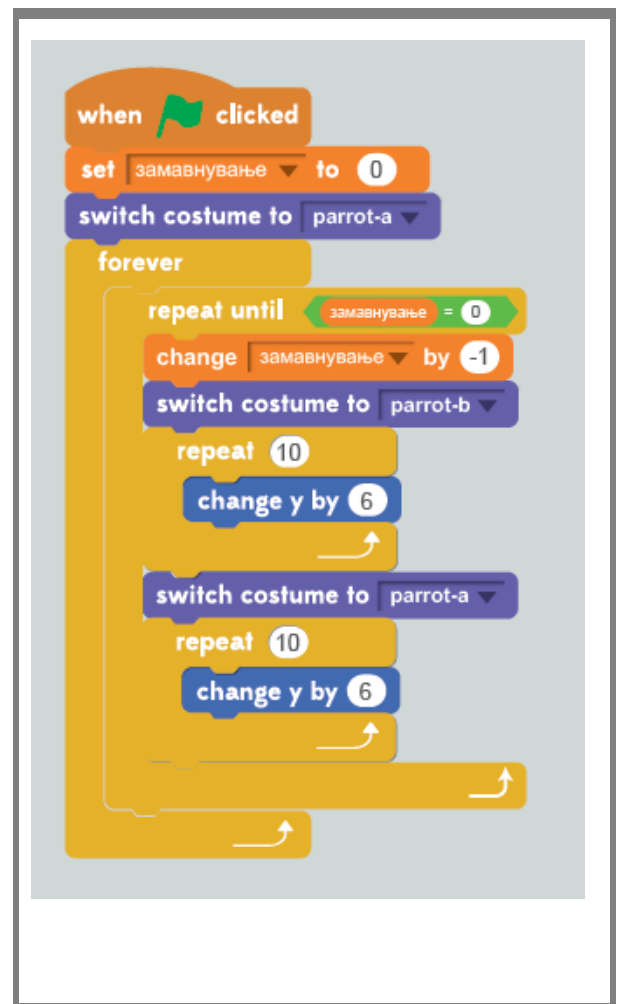 when clicked
set замавнување to 0
switch costume to parrot-a
forever
repeat until замавнување = 0
change замавнување by -1
switch costume to parrot-b
repeat 10
change y by 6
switch costume to parrot-a
repeat 10
change y by 6